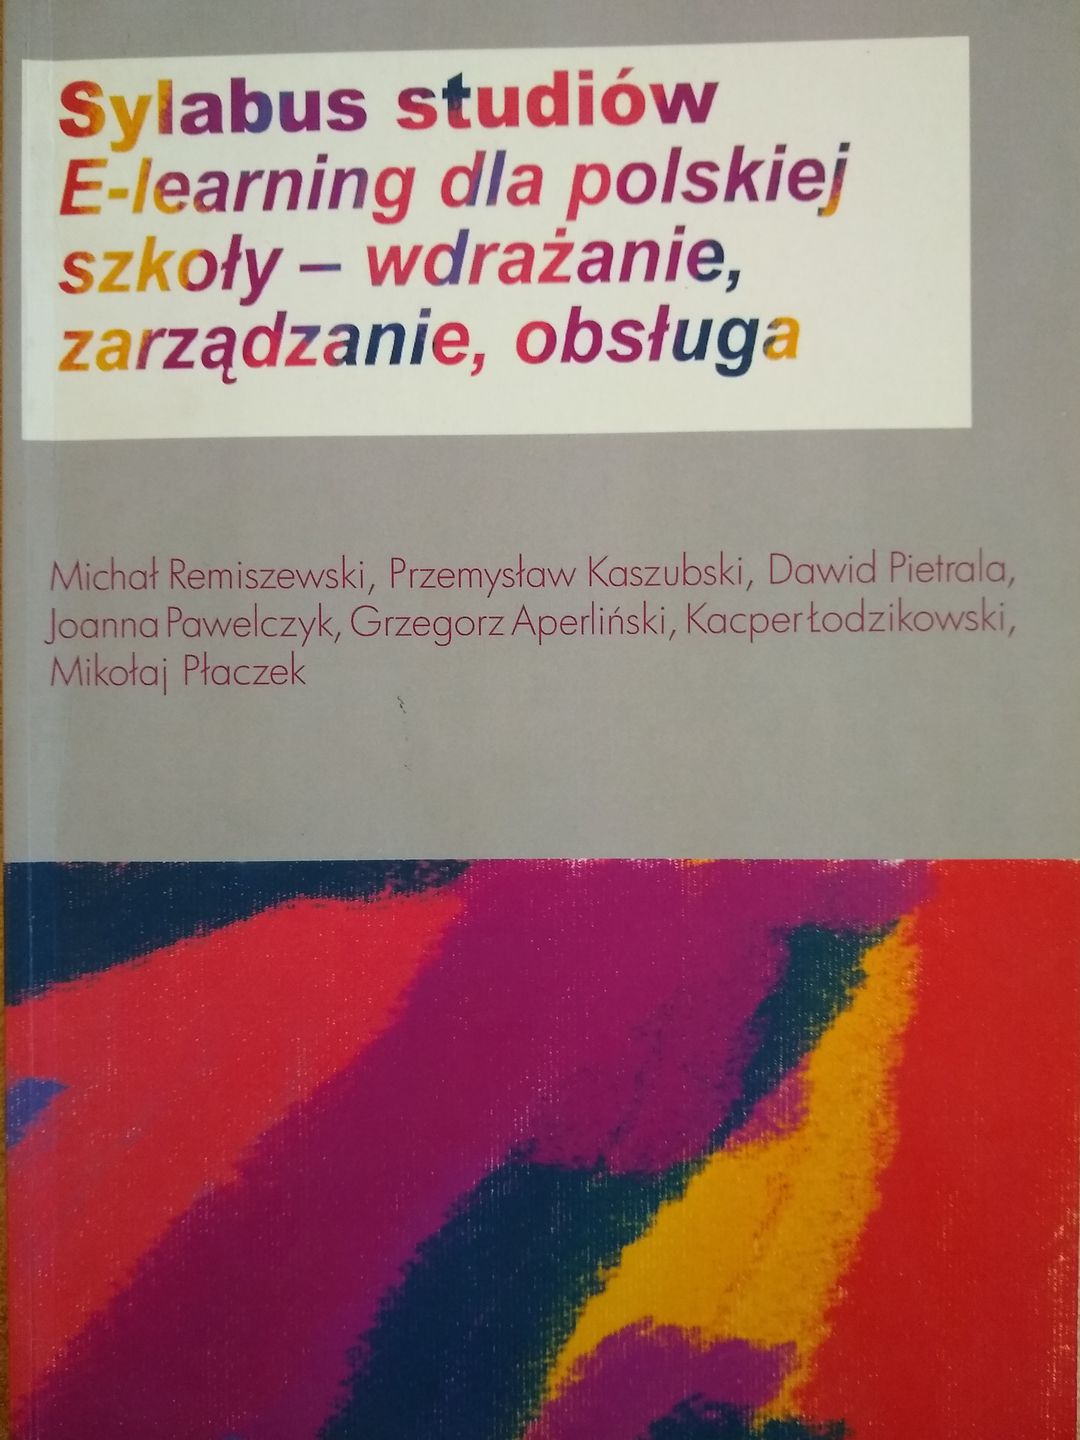 Sylabus studiów
E-learning dla polskiej
szkoły – wdrażanie,
zarządzanie, obsługa
Michał Remiszewski, Przemysław Kaszubski, Dawid Pietrala,
Joanna Pawelczyk, Grzegorz Aperliński, Kacper Łodzikowski,
Mikołaj Płaczek